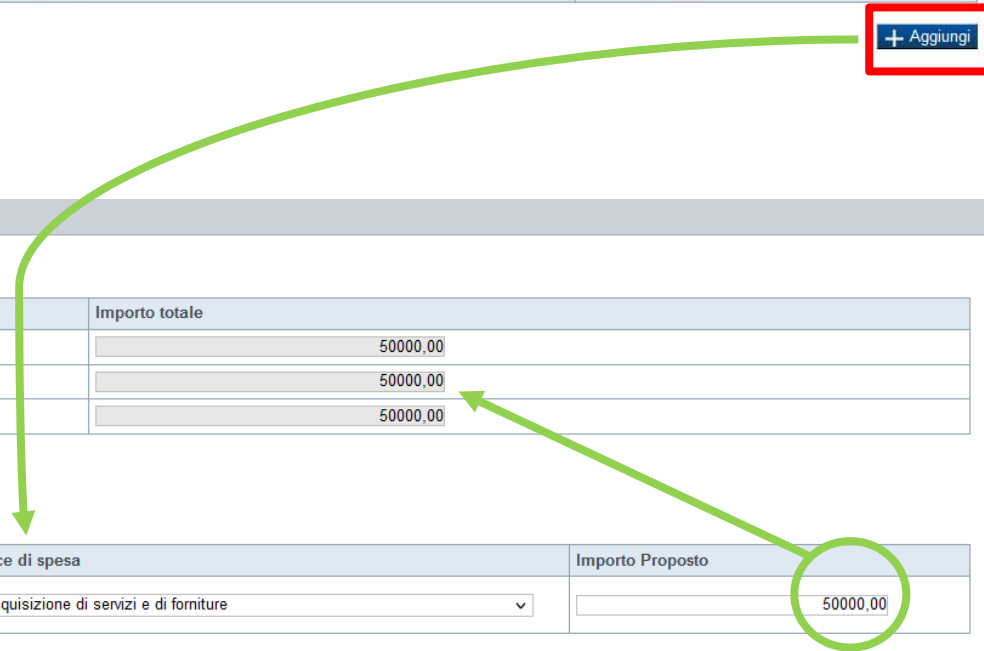 + Aggiungi
Importo totale
50000,00
50000,00
50000,00
ce di spesa Importo Proposto
quisizione di servizi e di forniture 50000,00